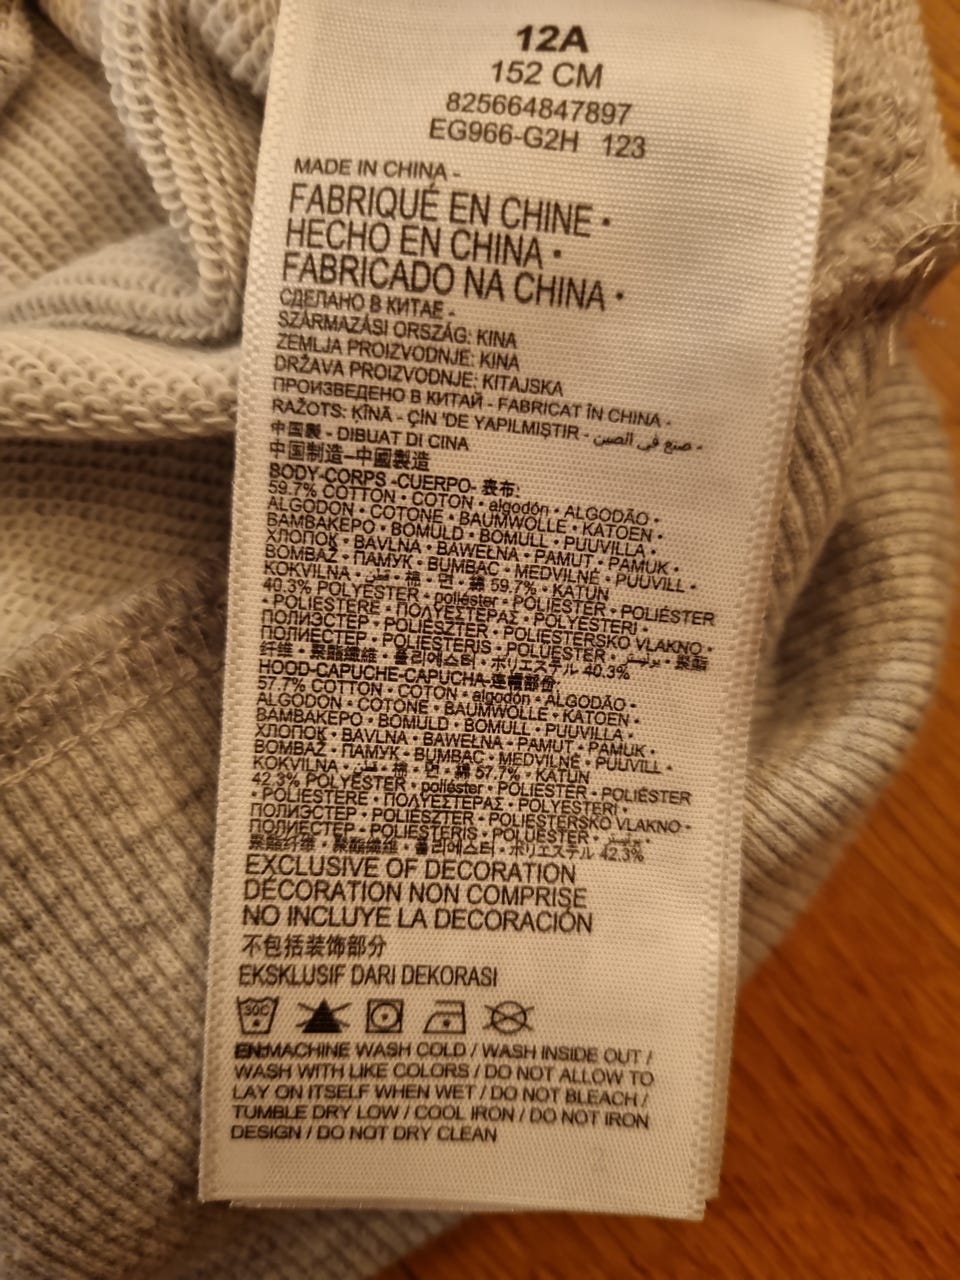 12A
152 CM
825664847897
EG966-G2H 123
MADE IN CHINA -
FABRIQUÉ EN CHINE •
HECHO EN CHINA •
FABRICADO NA CHINA •
СДЕЛАНО В КИТАЕ -
SZÁRMAZÁSI ORSZÁG: KINA
ZEMLJA PROIZVODNJE: KINA
DRŽAVA PROIZVODNJE: KITAJSKA
ПРОИЗВЕДЕНО В КИТАЙ - FABRICAT ÎN CHINA -
RAŽOTS: ĶĪNĀ - ÇİN 'DE YAPILMIŞTIR - صنع في الصين -
中国製 - DIBUAT DI CINA
中国制造–中國製造
BODY-CORPS -CUERPO- 表布:
59.7% COTTON • COTON • algodón • ALGODÃO •
ALGODON • COTONE • BAUMWOLLE • KATOEN •
ΒΑΜΒΑΚΕΡΟ • BOMULD • BOMULL • PUUVILLA •
ХЛОПОК • BAVLNA • BAWEŁNA • PAMUT • PAMUK •
BOMBAŽ • ПАМУК • BUMBAC • MEDVILNĖ • PUUVILL •
KOKVILNA • قطن • 棉 • 면 • 綿 59.7% • KATUN
40.3% POLYESTER • poliéster • POLIESTER • POLIÉSTER
• POLIESTERE • ΠΟΛΥΕΣΤΕΡΑΣ • POLYESTERI •
ПОЛИЭСТЕР • POLIÉSZTER • POLIESTERSKO VLAKNO •
ПОЛИЕСТЕР • POLIESTERIS • POLÜESTER • بوليستر • 聚酯
纤维 • 聚酯纖維 • 폴리에스터 • ポリエステル 40.3%
HOOD-CAPUCHE-CAPUCHA-連帽部份:
57.7% COTTON • COTON • algodón • ALGODÃO •
ALGODON • COTONE • BAUMWOLLE • KATOEN •
ΒΑΜΒΑΚΕΡΟ • BOMULD • BOMULL • PUUVILLA •
ХЛОПОК • BAVLNA • BAWEŁNA • PAMUT • PAMUK •
BOMBAŽ • ПАМУК • BUMBAC • MEDVILNĖ • PUUVILL •
KOKVILNA • قطن • 棉 • 면 • 綿 57.7% • KATUN
42.3% POLYESTER • poliéster • POLIESTER • POLIÉSTER
• POLIESTERE • ΠΟΛΥΕΣΤΕΡΑΣ • POLYESTERI •
ПОЛИЭСТЕР • POLIÉSZTER • POLIESTERSKO VLAKNO •
ПОЛИЕСТЕР • POLIESTERIS • POLÜESTER • بوليستر •
聚酯纤维 • 聚酯纖維 • 폴리에스터 • ポリエステル 42.3%
EXCLUSIVE OF DECORATION
DÉCORATION NON COMPRISE
NO INCLUYE LA DECORACIÓN
不包括装饰部分
EKSKLUSIF DARI DEKORASI
30C
EN:MACHINE WASH COLD / WASH INSIDE OUT /
WASH WITH LIKE COLORS / DO NOT ALLOW TO
LAY ON ITSELF WHEN WET / DO NOT BLEACH /
TUMBLE DRY LOW / COOL IRON / DO NOT IRON
DESIGN / DO NOT DRY CLEAN